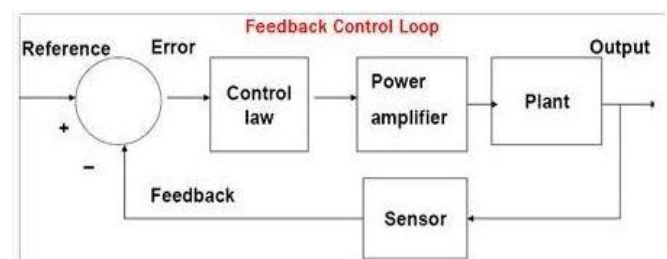 Feedback Control Loop
Reference
Error
Output
Control
law
Power
amplifier
Plant
+
−
Feedback
Sensor